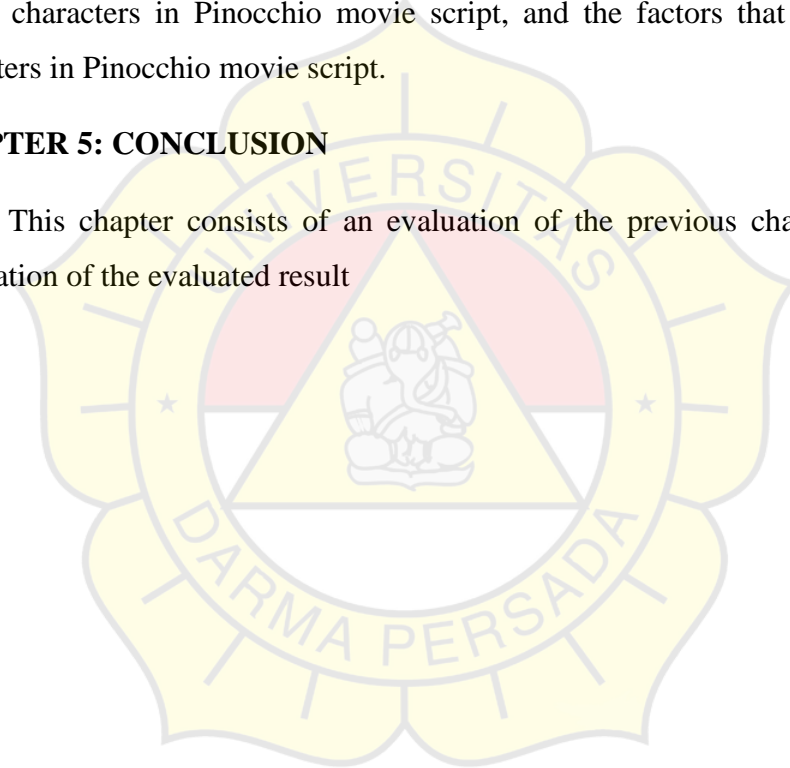 characters in Pinocchio movie script, and the factors that
ters in Pinocchio movie script.
PTER 5: CONCLUSION
This chapter consists of an evaluation of the previous cha
ation of the evaluated result
UNIVERSITAS
DARMA PERSADA